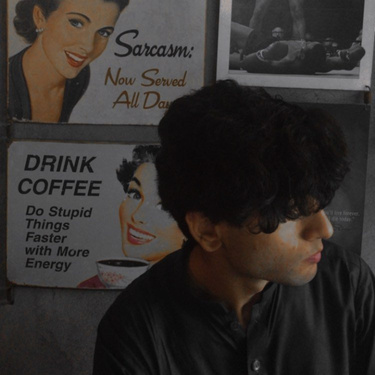 Sarcasm:
Now Served
All Day
DRINK
COFFEE
Do Stupid
Things
Faster
with More
Energy